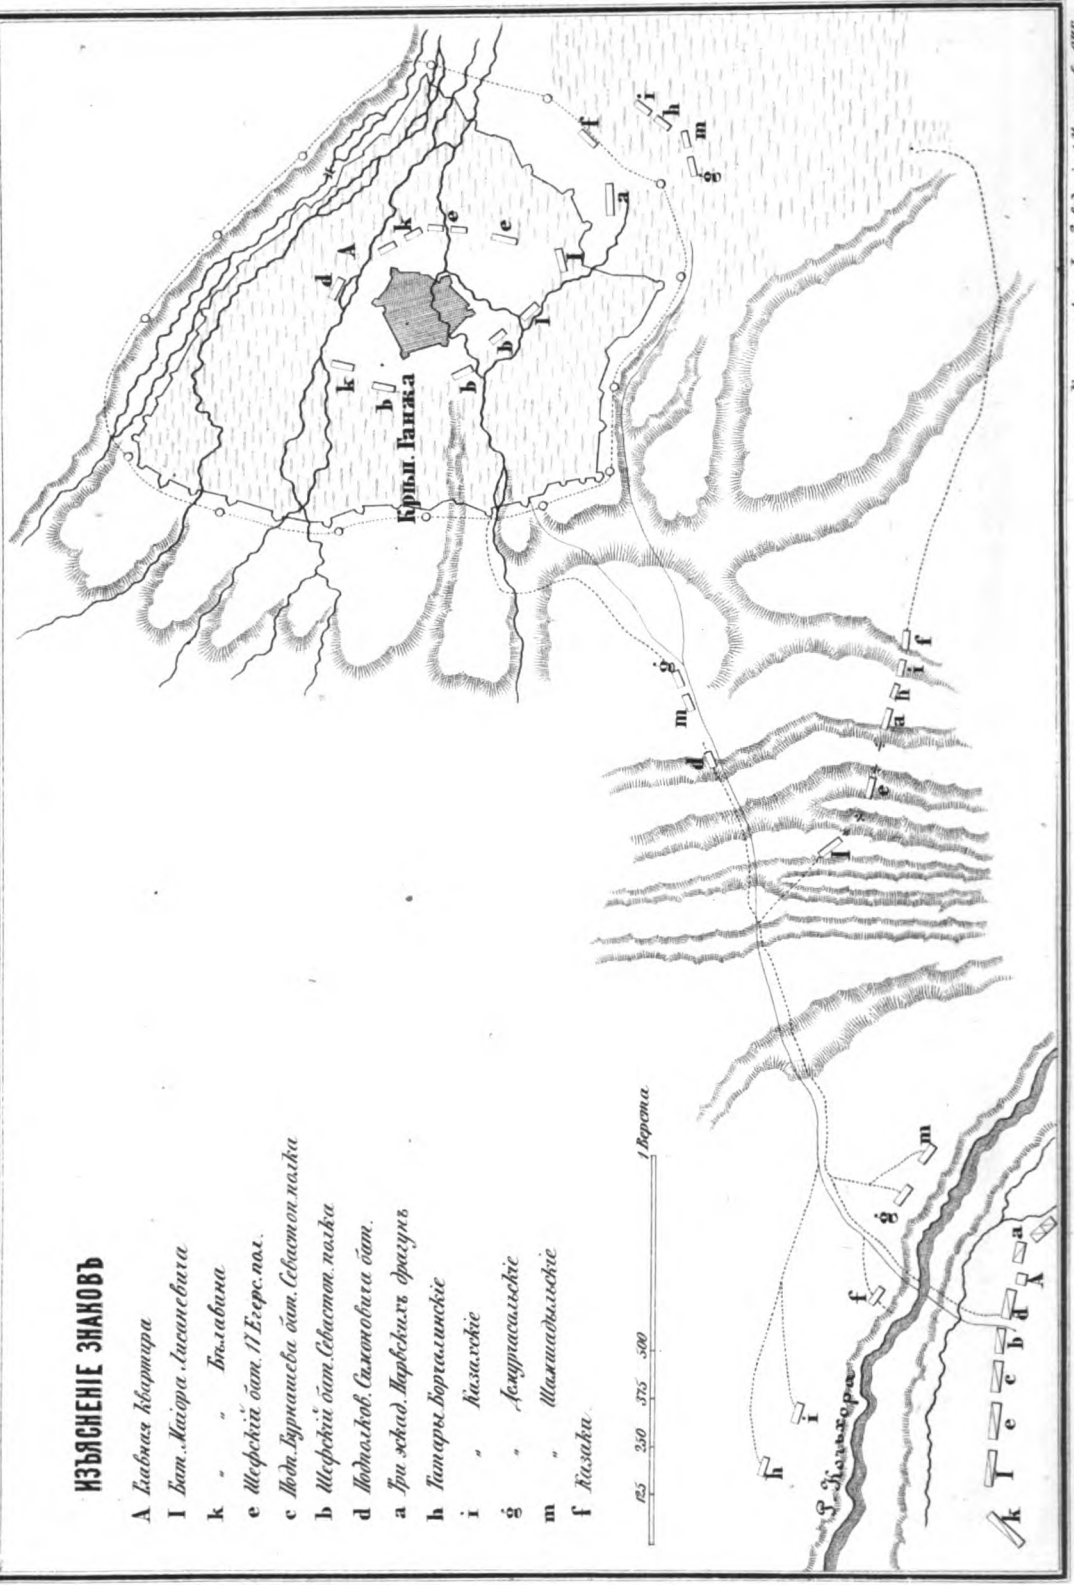 ИЗЪЯСНЕНІЕ ЗНАКОВЪ
A Главная квартира
I Бат. Маіора Лисаневича
k „ „ Бѣлавина
e Шефскій бат. 17 Егерс. пол.
c Подп. Бурнашева бат. Севастоп. полка
b Шефскій бат. Севастоп. полка
d Подполков. Симоновича бат.
a Три эскад. Нарвскихъ драгунъ
h Татары Борчалинскіе
i „ Казахскіе
g „ Демурчасальскіе
m „ Шамшадыльскіе
f Казаки
125 250 375 500 1 Верста
Крѣп. Ганжа
d A k e e
k b b b I I
a f i h m g
g m d I e a h i f
h i f g m
k I e c b d A a